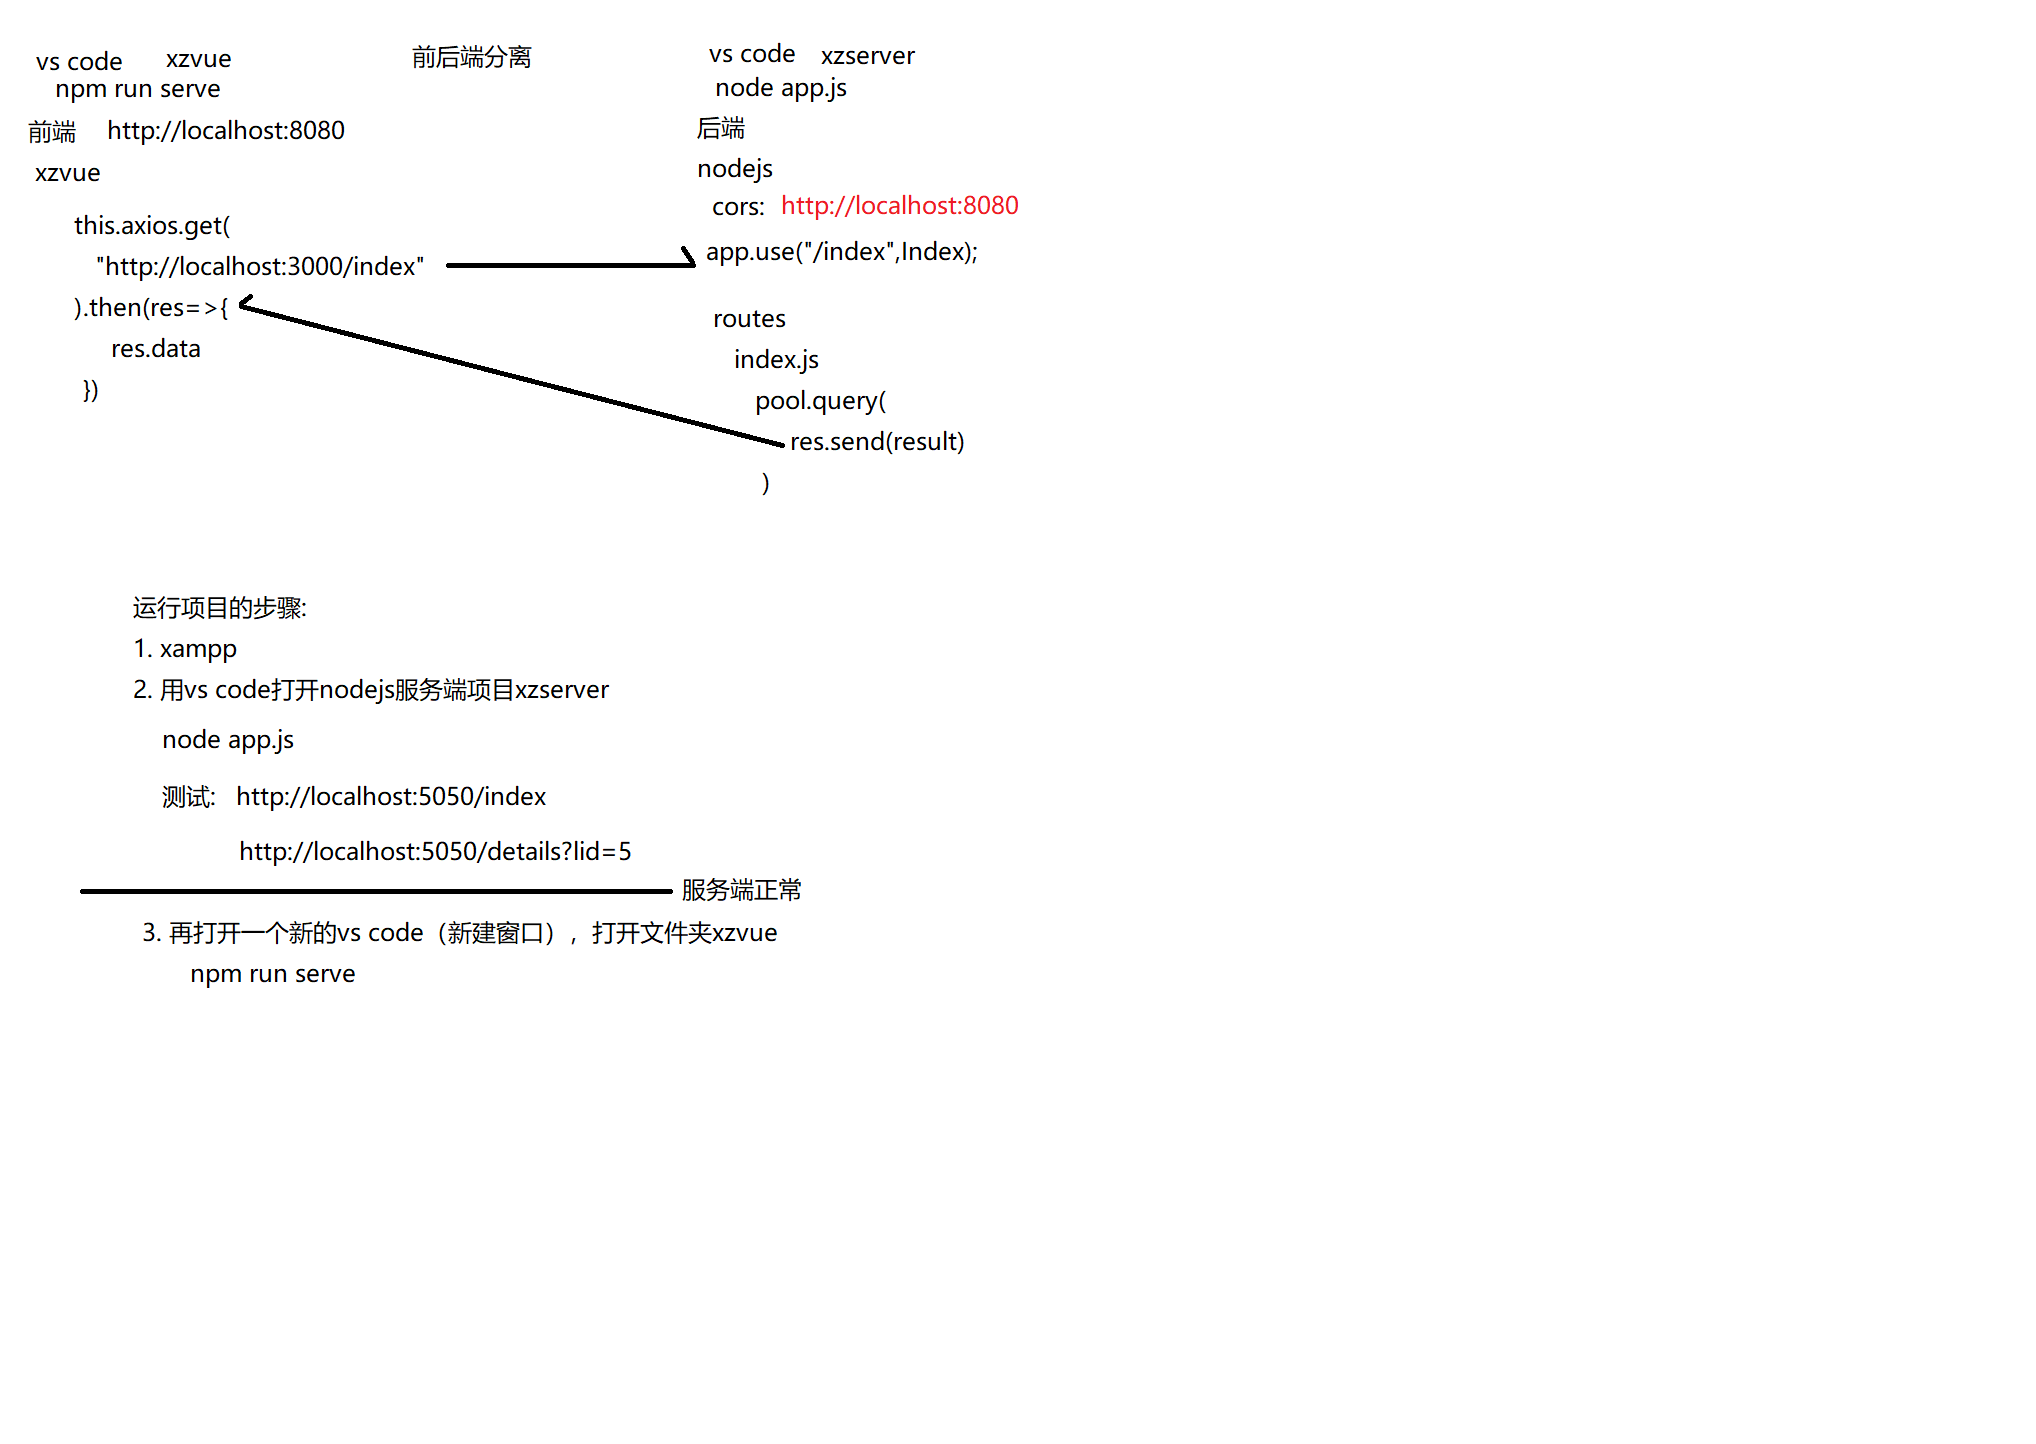 vs code xzvue
npm run serve
前端 http://localhost:8080
xzvue
this.axios.get(
"http://localhost:3000/index"
).then(res=>{
res.data
})
前后端分离
vs code xzserver
node app.js
后端
nodejs
cors: http://localhost:8080
app.use("/index",Index);
routes
index.js
pool.query(
res.send(result)
)
运行项目的步骤:
1. xampp
2. 用vs code打开nodejs服务端项目xzserver
node app.js
测试: http://localhost:5050/index
http://localhost:5050/details?lid=5
服务端正常
3. 再打开一个新的vs code（新建窗口），打开文件夹xzvue
npm run serve